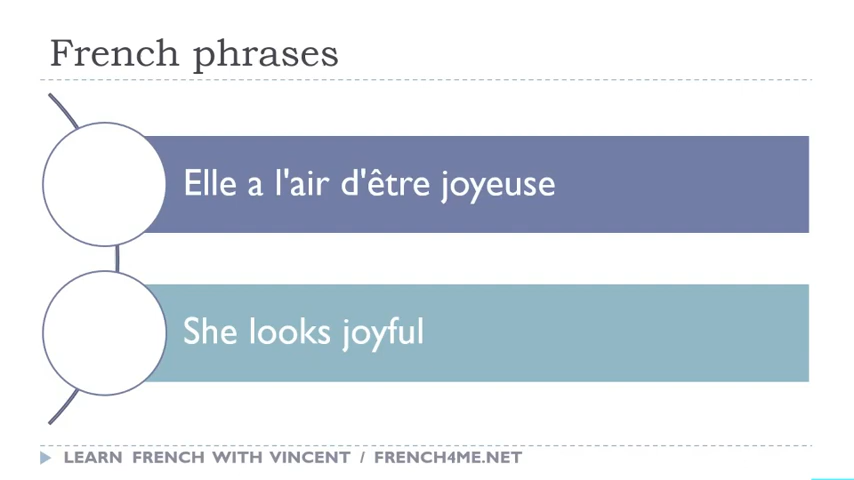 French phrases
Elle a l'air d'être joyeuse
She looks joyful
LEARN FRENCH WITH VINCENT / FRENCH4ME.NET